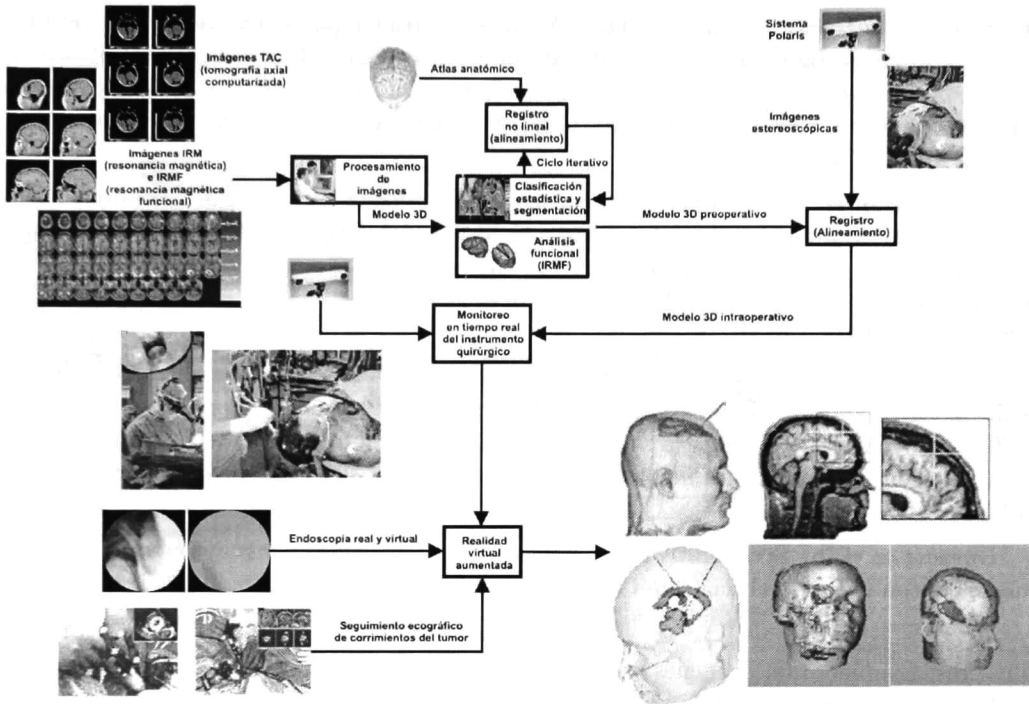 Imágenes TAC
(tomografía axial
computarizada)
Imágenes IRM
(resonancia magnética)
e IRMF
(resonancia magnética
funcional)
Procesamiento
de
imágenes
Modelo 3D
Atlas anatómico
Registro
no lineal
(alineamiento)
Ciclo iterativo
Clasificación
estadística y
segmentación
Análisis
funcional
(IRMF)
Modelo 3D preoperativo
Sistema
Polaris
Imágenes
estereoscópicas
Registro
(Alineamiento)
Modelo 3D intraoperativo
Monitoreo
en tiempo real
del instrumento
quirúrgico
Endoscopía real y virtual
Realidad
virtual
aumentada
Seguimiento ecográfico
de corrimientos del tumor